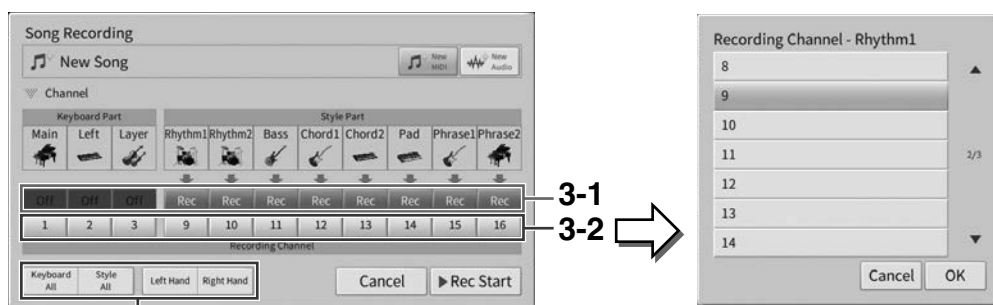 Song Recording
New Song
New MIDI
New Audio
Channel
Keyboard Part
Style Part
Main Left Layer Rhythm1 Rhythm2 Bass Chord1 Chord2 Pad Phrase1 Phrase2
Off Off Off Rec Rec Rec Rec Rec Rec Rec Rec
3-1
1 2 3 9 10 11 12 13 14 15 16
3-2
Recording Channel
Keyboard All
Style All
Left Hand
Right Hand
Cancel
Rec Start
Recording Channel - Rhythm1
8
9
10
11
2/3
12
13
14
Cancel
OK